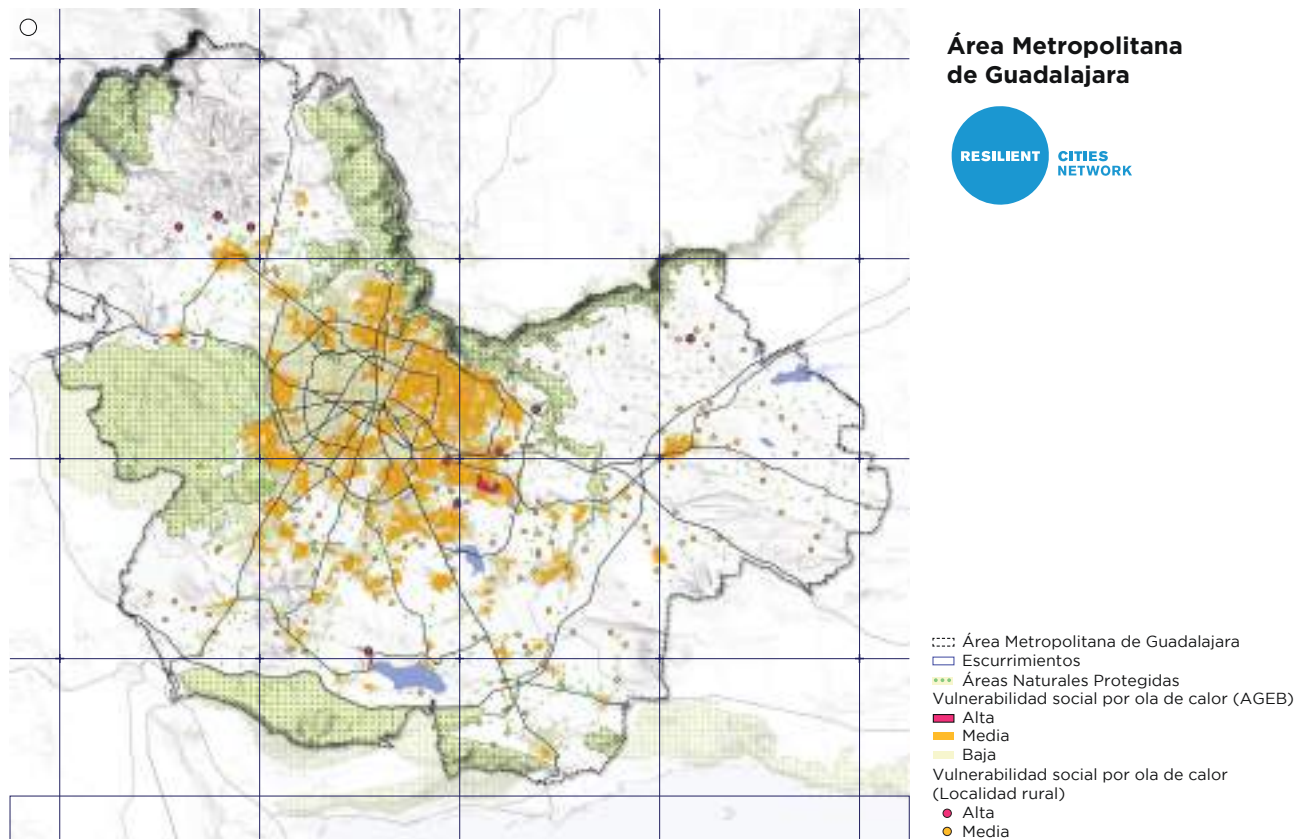 Área Metropolitana
de Guadalajara
RESILIENT
CITIES
NETWORK
Área Metropolitana de Guadalajara
Escurrimientos
Áreas Naturales Protegidas
Vulnerabilidad social por ola de calor (AGEB)
Alta
Media
Baja
Vulnerabilidad social por ola de calor
(Localidad rural)
Alta
Media